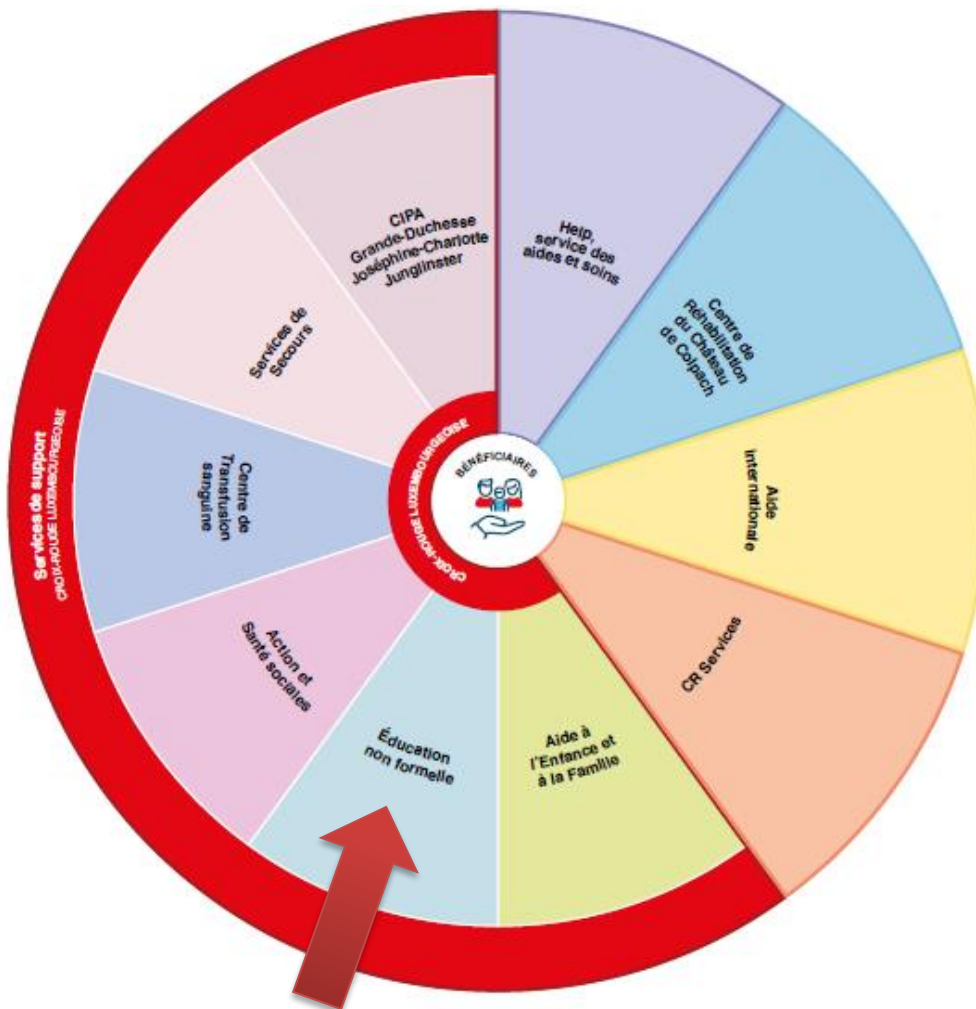 CIPA
Grande-Duchesse
Joséphine-Charlotte
Junglinster
Help,
service des
aides et soins
Centre de
Réhabilitation
du Château
de Colpach
Aide
internationale
CR Services
Aide à
l'Enfance et
à la Famille
Éducation
non formelle
Action et
Santé sociales
Centre de
Transfusion
sanguine
Services de
Secours
Services de support
CROIX-ROUGE LUXEMBOURGEOISE
CROIX-ROUGE LUXEMBOURGEOISE
BÉNÉFICIAIRES